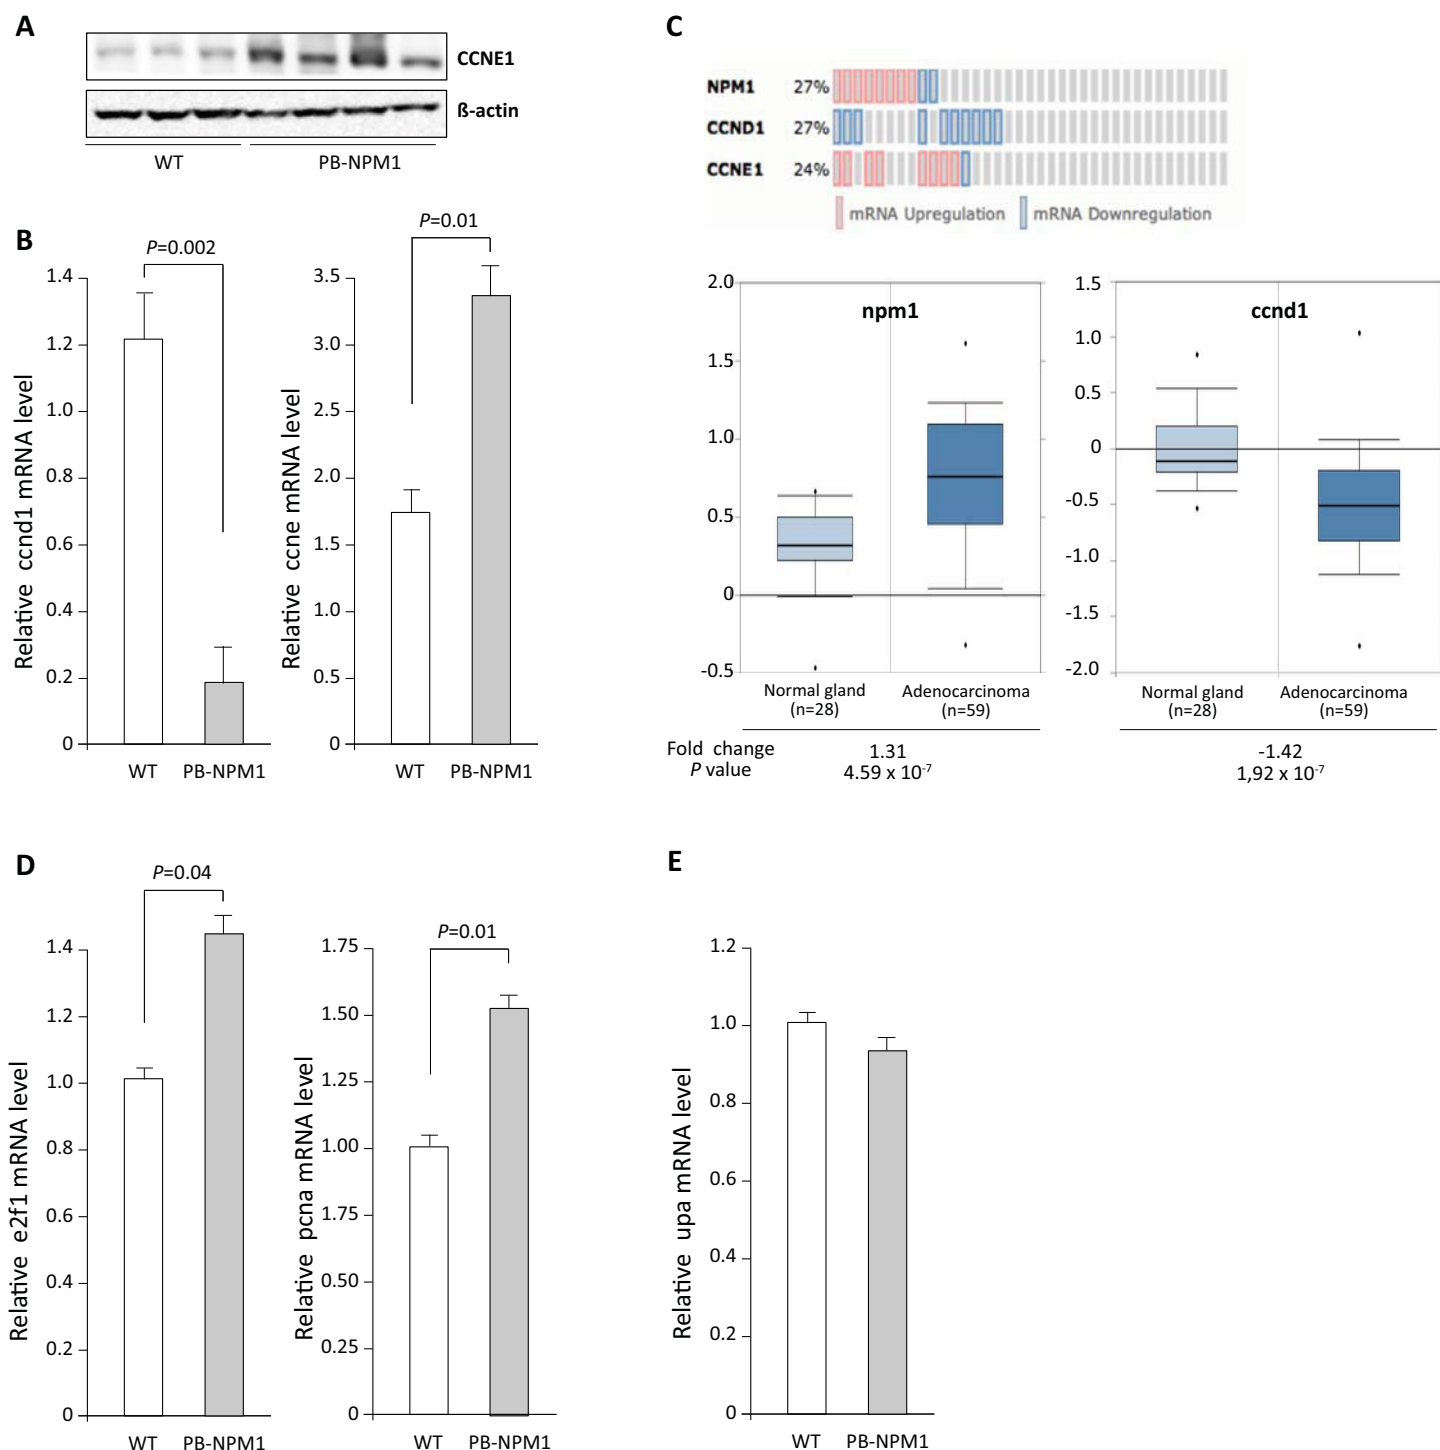 A
CCNE1
ß-actin
WT
PB-NPM1
B
P=0.002
1.4
1.2
1.0
0.8
0.6
0.4
0.2
0
Relative ccnd1 mRNA level
WT
PB-NPM1
P=0.01
3.5
3.0
2.5
2.0
1.5
1.0
0.5
0
Relative ccne mRNA level
WT
PB-NPM1
C
NPM1 27%
CCND1 27%
CCNE1 24%
mRNA Upregulation mRNA Downregulation
npm1
2.0
1.5
1.0
0.5
0
-0.5
Normal gland
(n=28)
Adenocarcinoma
(n=59)
ccnd1
1.5
1.0
0.5
0
-0.5
-1.0
-1.5
-2.0
Normal gland
(n=28)
Adenocarcinoma
(n=59)
Fold change 1.31 -1.42
P value 4.59 x 10⁻⁷ 1,92 x 10⁻⁷
D
P=0.04
1.4
1.2
1.0
0.8
0.6
0.4
0.2
0
Relative e2f1 mRNA level
WT
PB-NPM1
P=0.01
1.75
1.50
1.25
1.00
1.75
0.50
0.25
0
Relative pcna mRNA level
WT
PB-NPM1
E
1.2
1.0
0.8
0.6
0.4
0.2
0
Relative upa mRNA level
WT
PB-NPM1